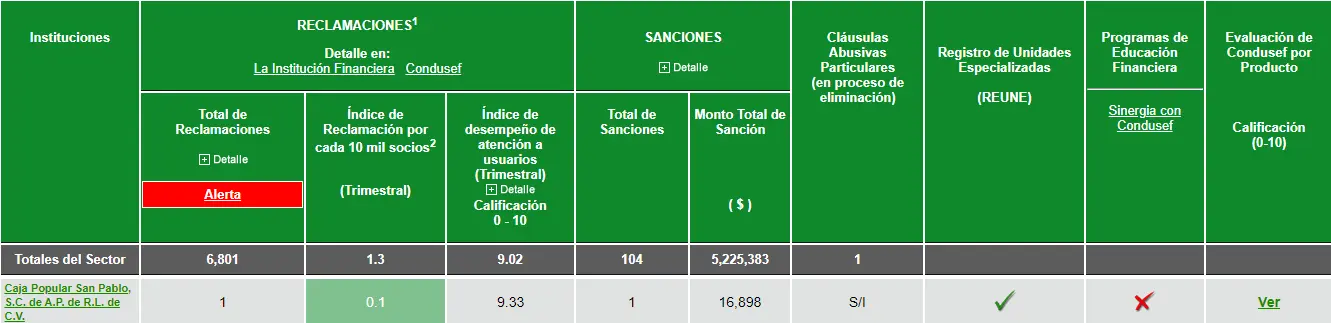 Instituciones
RECLAMACIONES1
Detalle en:
La Institución Financiera Condusef
Total de
Reclamaciones
Detalle
Alerta
Índice de
Reclamación por
cada 10 mil socios2
(Trimestral)
Índice de
desempeño de
atención a
usuarios
(Trimestral)
Detalle
Calificación
0 - 10
SANCIONES
Detalle
Total de
Sanciones
Monto Total de
Sanción
( $ )
Cláusulas
Abusivas
Particulares
(en proceso de
eliminación)
Registro de Unidades
Especializadas
(REUNE)
Programas de
Educación
Financiera
Sinergia con
Condusef
Evaluación de
Condusef por
Producto
Calificación
(0-10)
Totales del Sector 6,801 1.3 9.02 104 5,225,383 1
Caja Popular San Pablo,
S.C. de A.P. de R.L. de
C.V.
1 0.1 9.33 1 16,898 S/I Ver